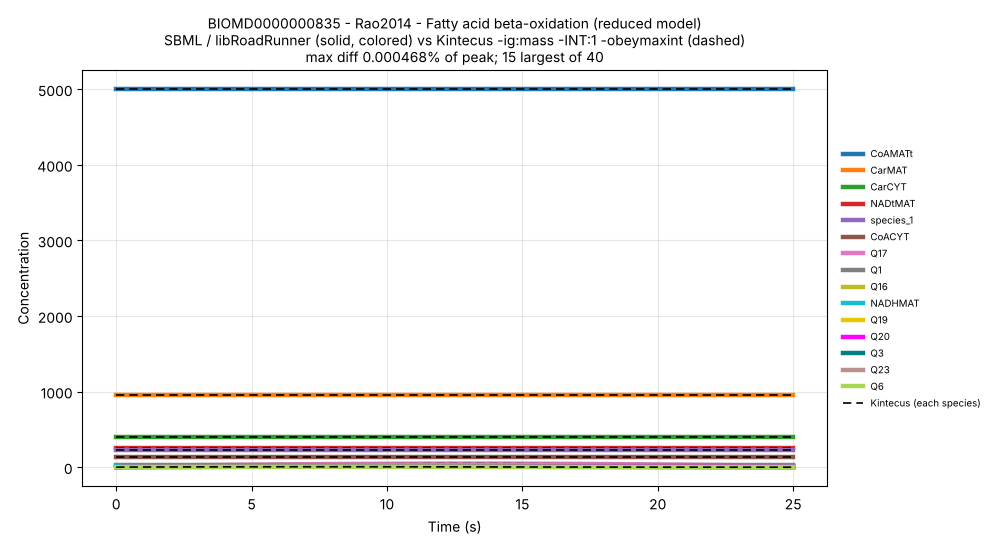 BIOMD0000000835 - Rao2014 - Fatty acid beta-oxidation (reduced model)
SBML / libRoadRunner (solid, colored) vs Kintecus -ig:mass -INT:1 -obeymaxint (dashed)
max diff 0.000468% of peak; 15 largest of 40
Concentration
5000
4000
3000
2000
1000
0
0
5
10
15
20
25
Time (s)
CoAMATt
CarMAT
CarCYT
NADtMAT
species_1
CoACYT
Q17
Q1
Q16
NADHMAT
Q19
Q20
Q3
Q23
Q6
Kintecus (each species)